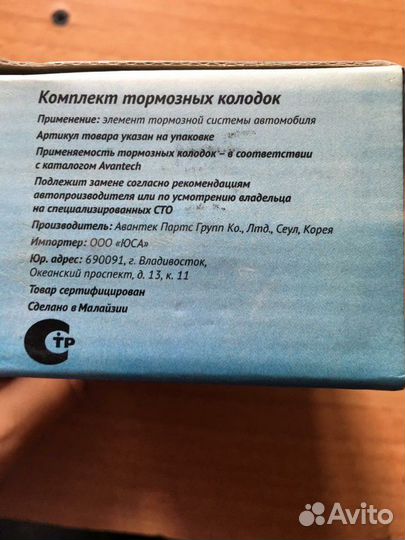 Комплект тормозных колодок
Применение: элемент тормозной системы автомобиля
Артикул товара указан на упаковке
Применяемость тормозных колодок – в соответствии
с каталогом Avantech
Подлежит замене согласно рекомендациям
автопроизводителя или по усмотрению владельца
на специализированных СТО
Производитель: Авантек Партс Групп Ко., Лтд., Сеул, Корея
Импортер: ООО «ЮСА»
Юр. адрес: 690091, г. Владивосток,
Океанский проспект, д. 13, к. 11
Товар сертифицирован
Сделано в Малайзии
СТР
Avito